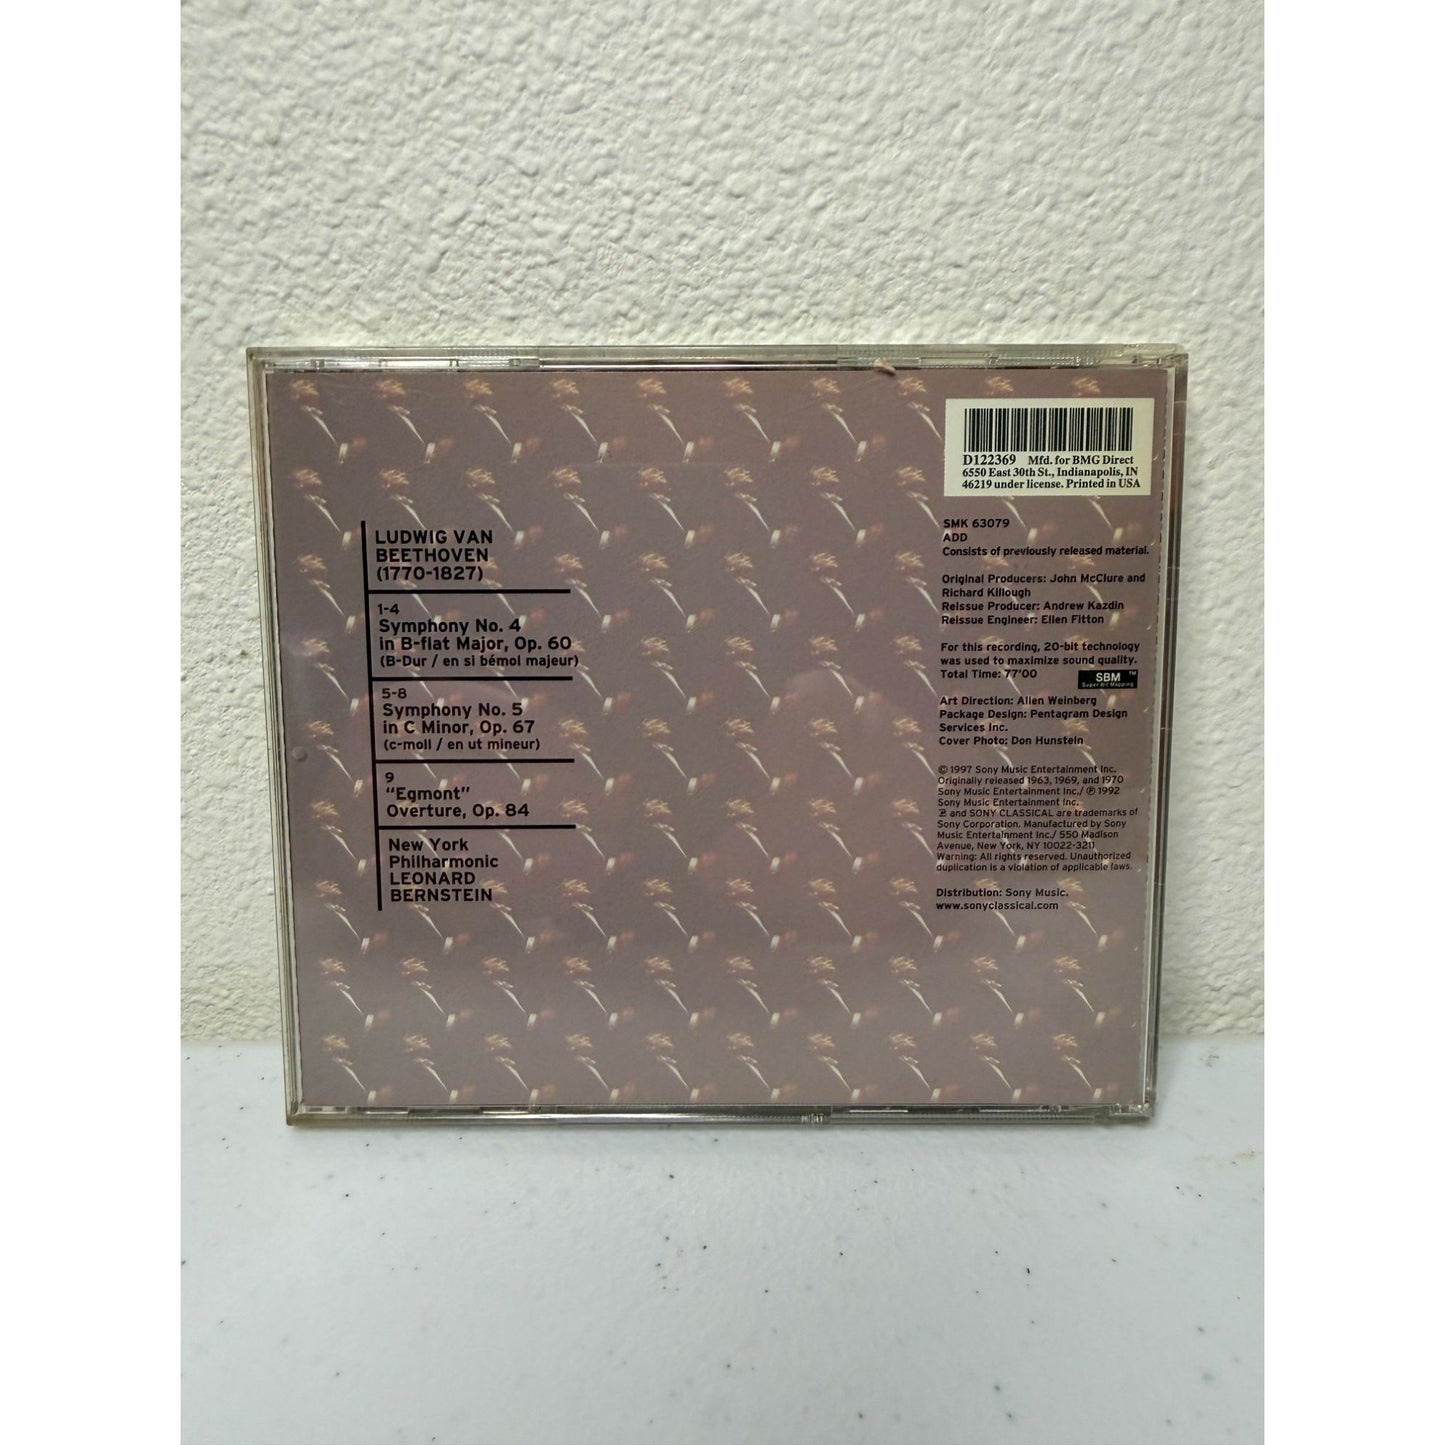 D122369 Mfd. for BMG Direct
6550 East 30th St., Indianapolis, IN
46219 under license. Printed in USA
LUDWIG VAN
BEETHOVEN
(1770-1827)
1-4
Symphony No. 4
in B-flat Major, Op. 60
(B-Dur / en si bémol majeur)
5-8
Symphony No. 5
in C Minor, Op. 67
(c-moll / en ut mineur)
9
"Egmont"
Overture, Op. 84
New York
Philharmonic
LEONARD
BERNSTEIN
SMK 63079
ADD
Consists of previously released material.
Original Producers: John McClure and
Richard Killough
Reissue Producer: Andrew Kazdin
Reissue Engineer: Ellen Fitton
For this recording, 20-bit technology
was used to maximize sound quality.
Total Time: 77'00
SBM ™
Super Bit Mapping
Art Direction: Allen Weinberg
Package Design: Pentagram Design
Services Inc.
Cover Photo: Don Hunstein
© 1997 Sony Music Entertainment Inc.
Originally released 1963, 1969, and 1970
Sony Music Entertainment Inc./ ℗ 1992
Sony Music Entertainment Inc.
and SONY CLASSICAL are trademarks of
Sony Corporation. Manufactured by Sony
Music Entertainment Inc./ 550 Madison
Avenue, New York, NY 10022-3211
Warning: All rights reserved. Unauthorized
duplication is a violation of applicable laws.
Distribution: Sony Music.
www.sonyclassical.com